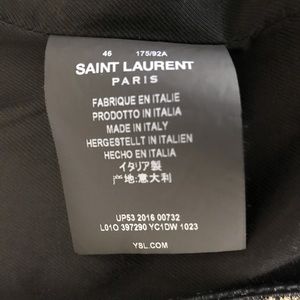 46 175/92A
SAINT LAURENT
PARIS
FABRIQUE EN ITALIE
PRODOTTO IN ITALIA
MADE IN ITALY
HERGESTELLT IN ITALIEN
HECHO EN ITALIA
イタリア製
地:意大利
UP53 2016 00732
L01O 397290 YC1DW 1023
YSL.COM